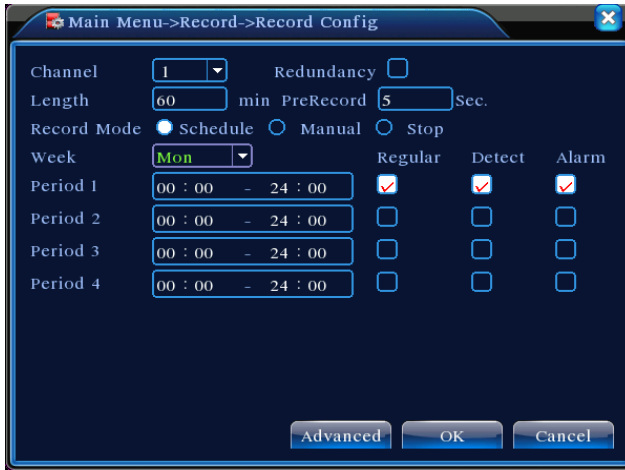 Main Menu->Record->Record Config
Channel 1 Redundancy
Length 60 min PreRecord 5 Sec.
Record Mode Schedule Manual Stop
Week Mon Regular Detect Alarm
Period 1 00 : 00 - 24 : 00
Period 2 00 : 00 - 24 : 00
Period 3 00 : 00 - 24 : 00
Period 4 00 : 00 - 24 : 00
Advanced OK Cancel